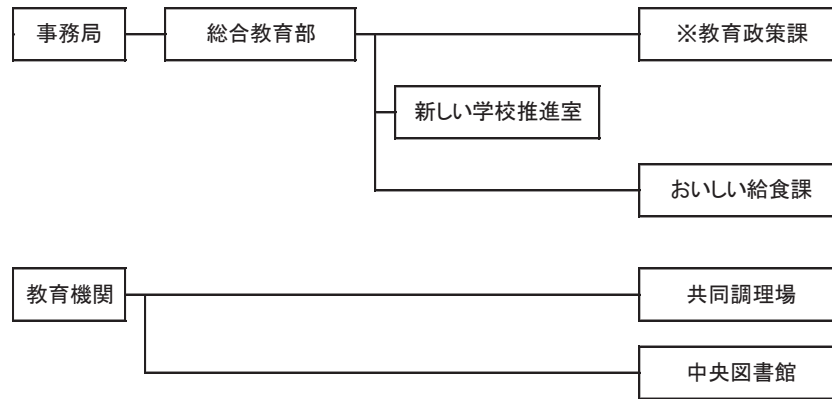 事務局
総合教育部
※教育政策課
新しい学校推進室
おいしい給食課
教育機関
共同調理場
中央図書館